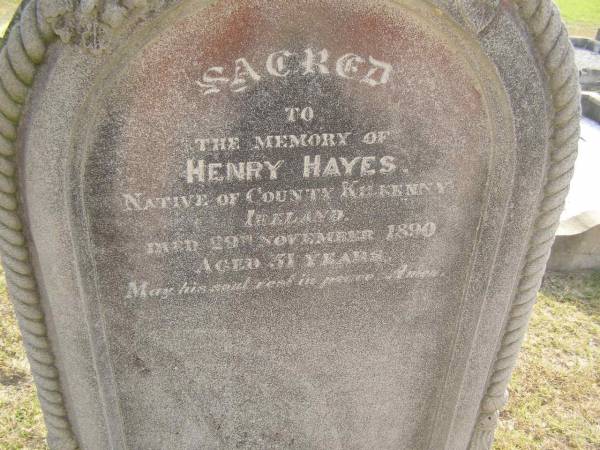 SACRED
TO
THE MEMORY OF
HENRY HAYES.
NATIVE OF COUNTY KILKENNY
IRELAND.
DIED 29TH NOVEMBER 1890
AGED 51 YEARS.
May his soul rest in peace. Amen.